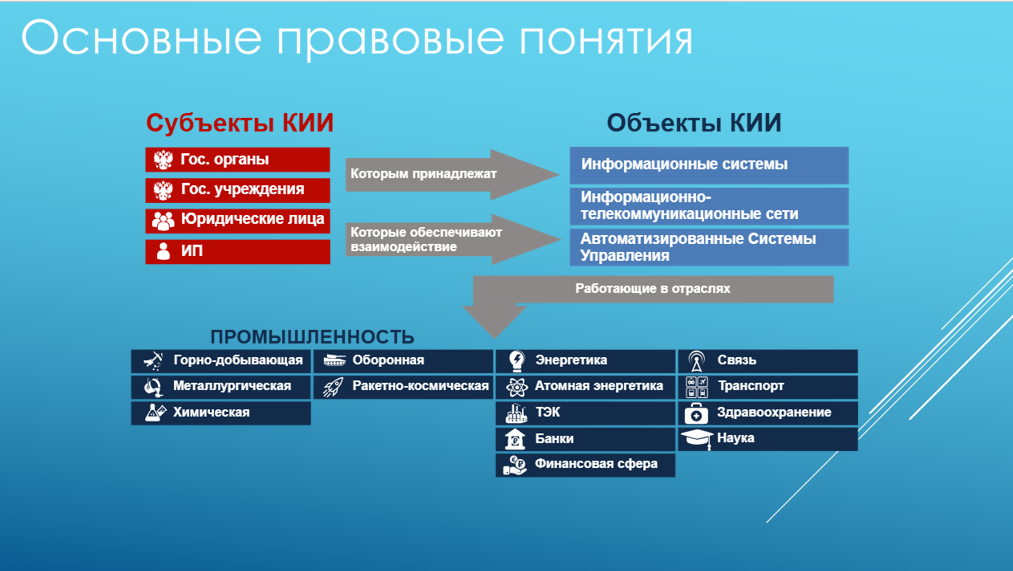 Основные правовые понятия
Субъекты КИИ
Гос. органы
Гос. учреждения
Юридические лица
ИП
Которым принадлежат
Которые обеспечивают
взаимодействие
Объекты КИИ
Информационные системы
Информационно-
телекоммуникационные сети
Автоматизированные Системы
Управления
Работающие в отраслях
ПРОМЫШЛЕННОСТЬ
Горно-добывающая
Металлургическая
Химическая
Оборонная
Ракетно-космическая
Энергетика
Атомная энергетика
ТЭК
Банки
Финансовая сфера
Связь
Транспорт
Здравоохранение
Наука